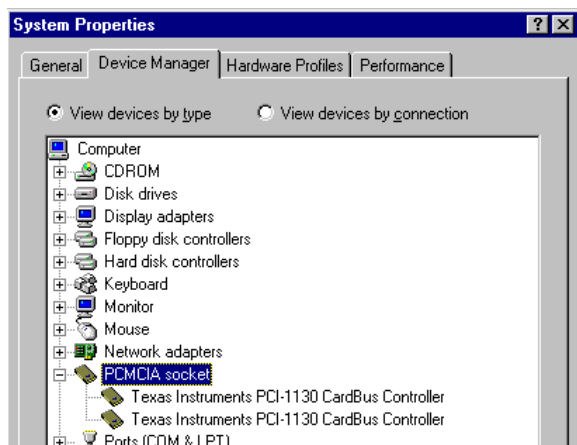 System Properties
General Device Manager Hardware Profiles Performance
View devices by type View devices by connection
Computer
CDROM
Disk drives
Display adapters
Floppy disk controllers
Hard disk controllers
Keyboard
Monitor
Mouse
Network adapters
PCMCIA socket
Texas Instruments PCI-1130 CardBus Controller
Texas Instruments PCI-1130 CardBus Controller
Ports (COM & LPT)